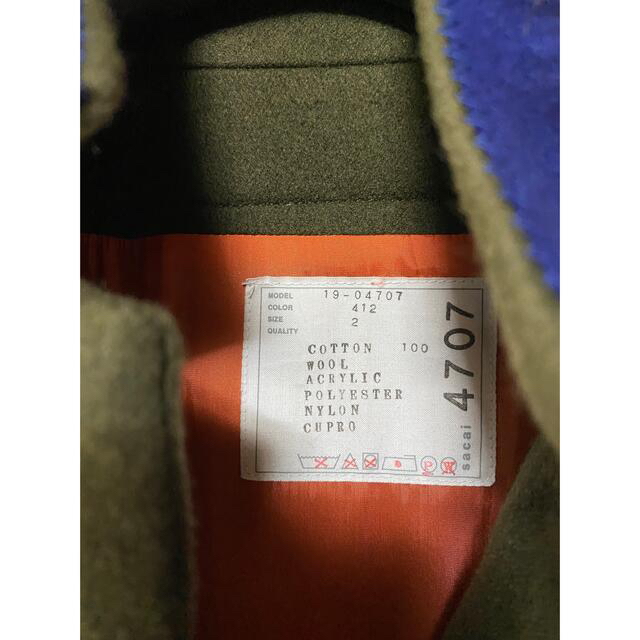 MODEL 19-04707
COLOR 412
SIZE 2
QUALITY
COTTON 100
WOOL
ACRYLIC
POLYESTER
NYLON
CUPRO
P W
sacai 4707